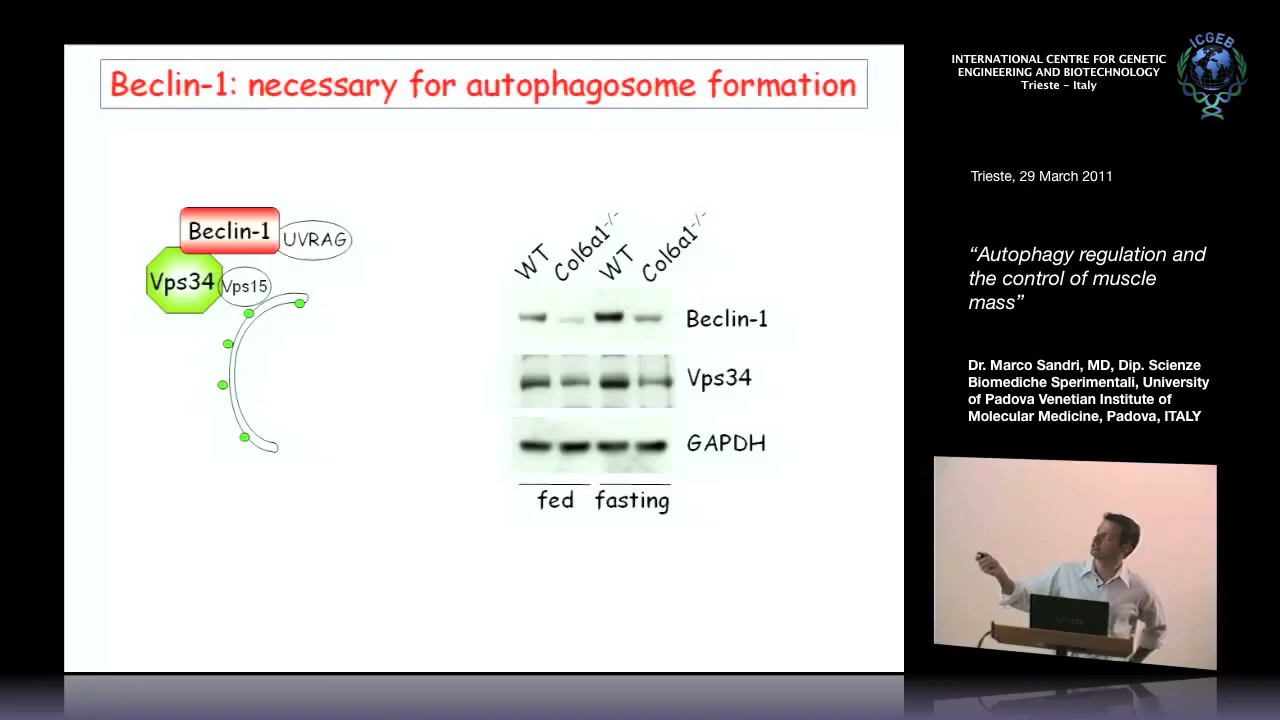 Beclin-1: necessary for autophagosome formation
Beclin-1
UVRAG
Vps34
Vps15
WT
Col6a1-/-
WT
Col6a1-/-
Beclin-1
Vps34
GAPDH
fed
fasting
INTERNATIONAL CENTRE FOR GENETIC
ENGINEERING AND BIOTECHNOLOGY
Trieste - Italy
ICGEB
Trieste, 29 March 2011
“Autophagy regulation and
the control of muscle
mass”
Dr. Marco Sandri, MD, Dip. Scienze
Biomediche Sperimentali, University
of Padova Venetian Institute of
Molecular Medicine, Padova, ITALY